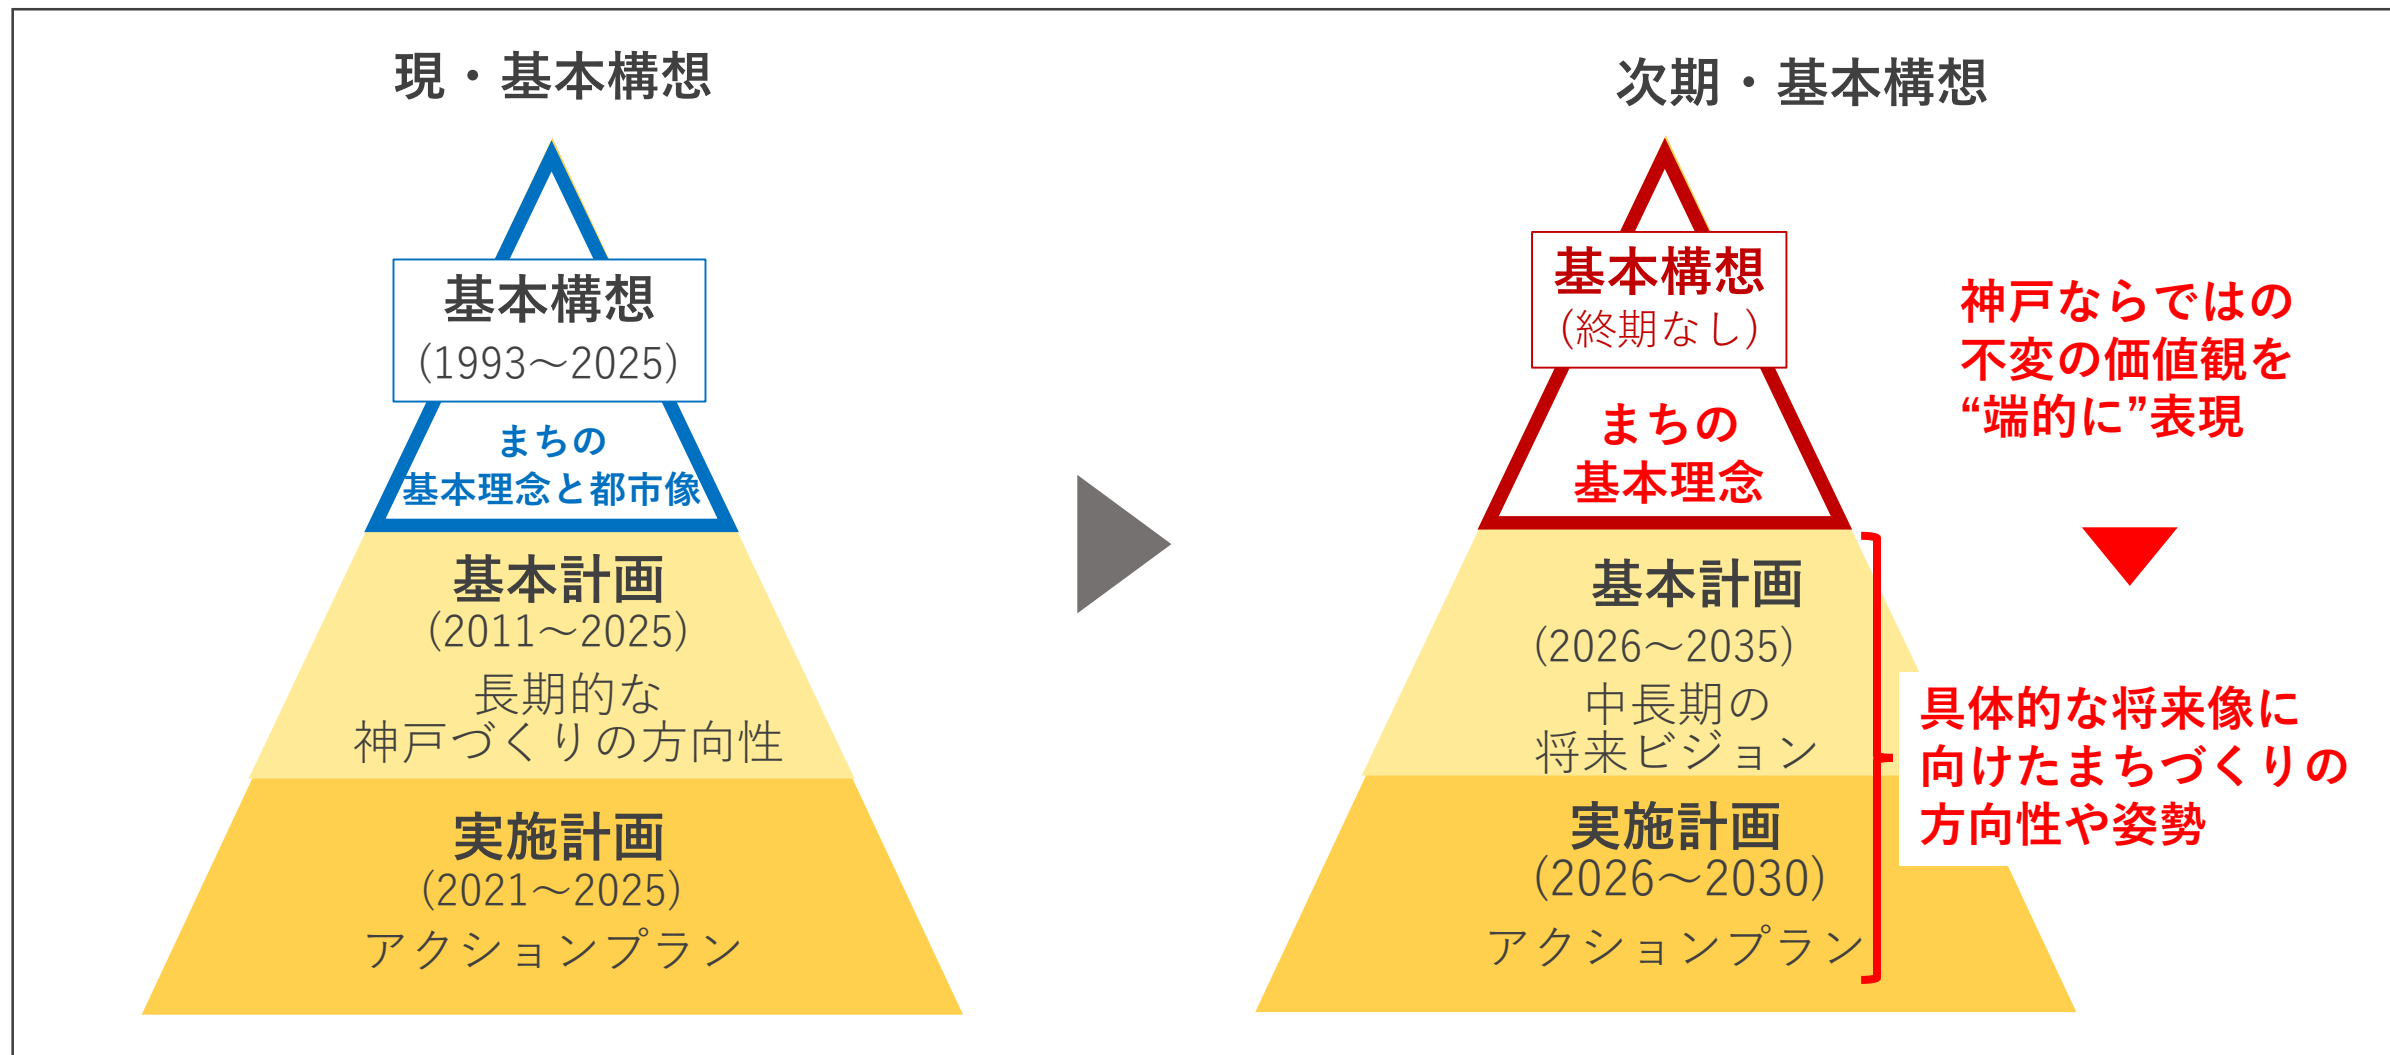 現・基本構想
基本構想
(1993～2025)
まちの
基本理念と都市像
基本計画
(2011～2025)
長期的な
神戸づくりの方向性
実施計画
(2021～2025)
アクションプラン
次期・基本構想
基本構想
(終期なし)
まちの
基本理念
基本計画
(2026～2035)
中長期の
将来ビジョン
実施計画
(2026～2030)
アクションプラン
神戸ならではの
不変の価値観を
“端的に”表現
具体的な将来像に
向けたまちづくりの
方向性や姿勢